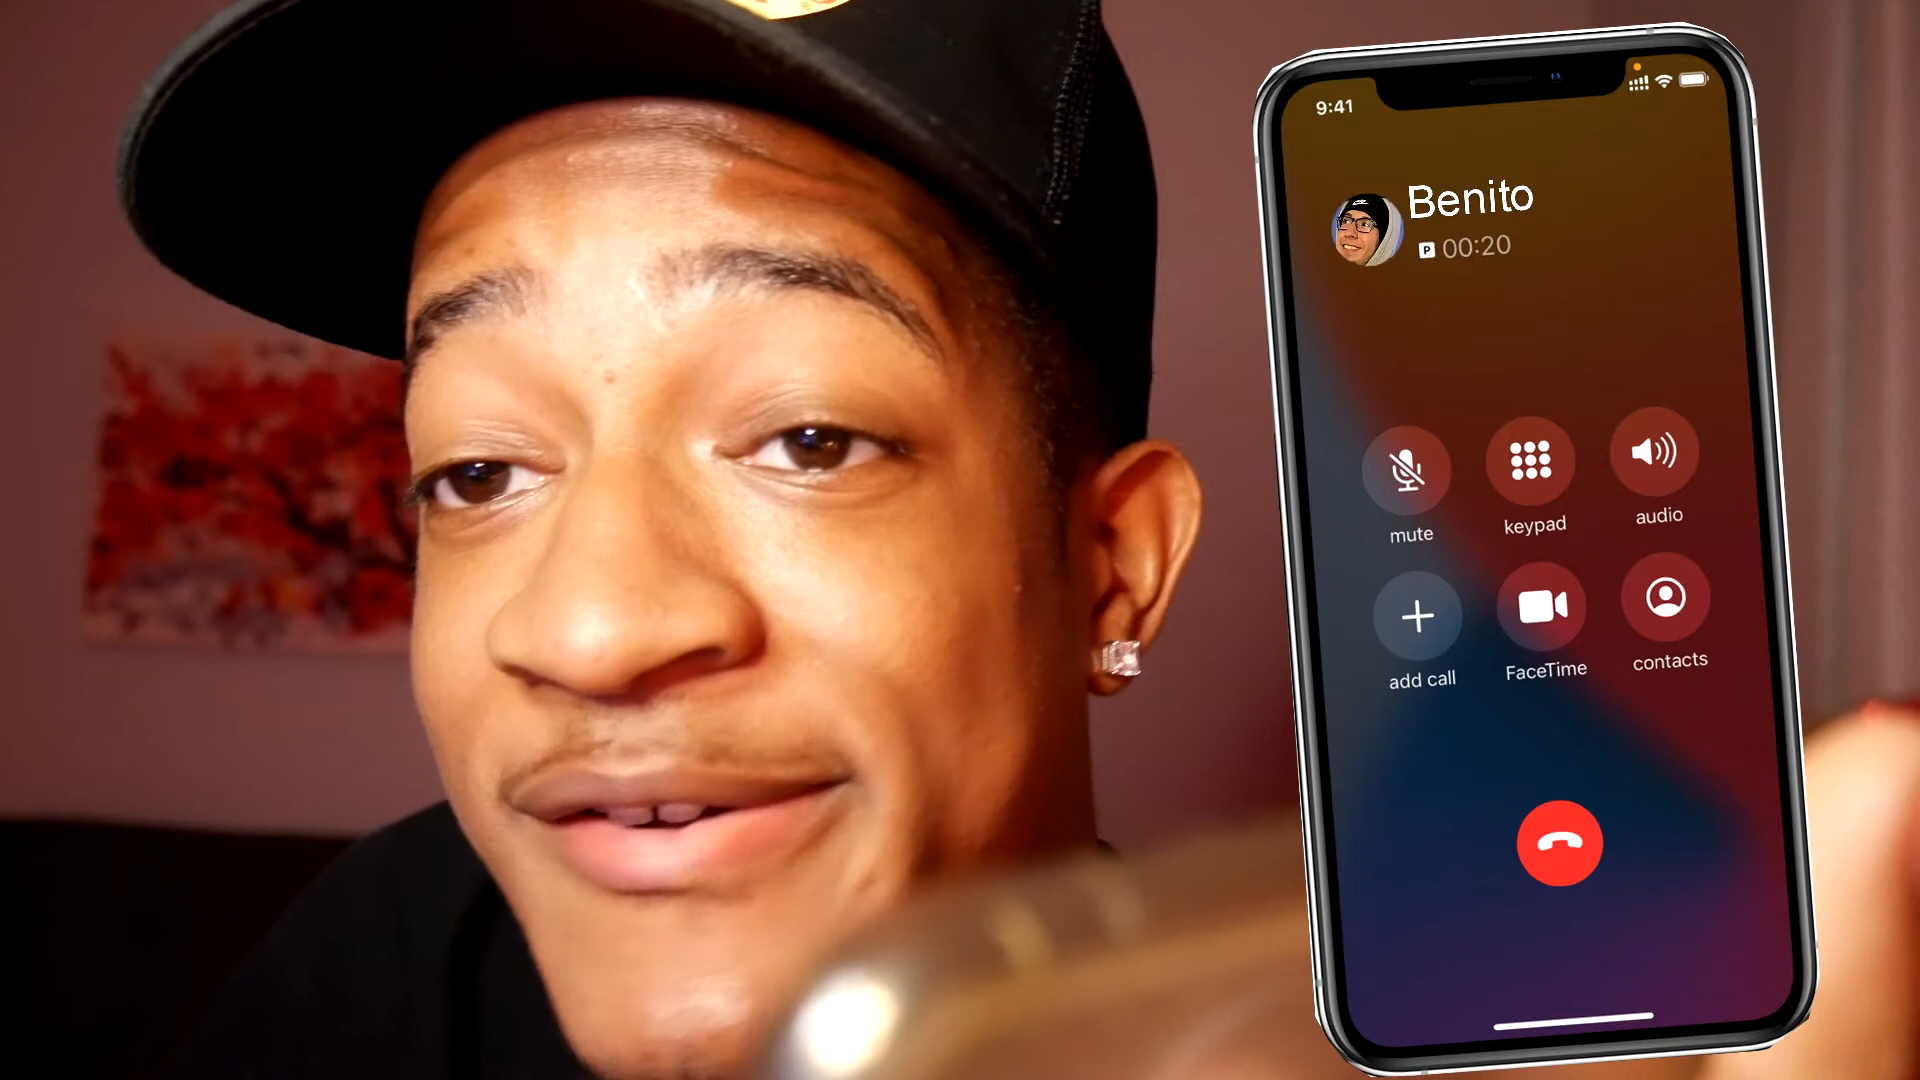 9:41
Benito
P 00:20
mute keypad audio
add call FaceTime contacts